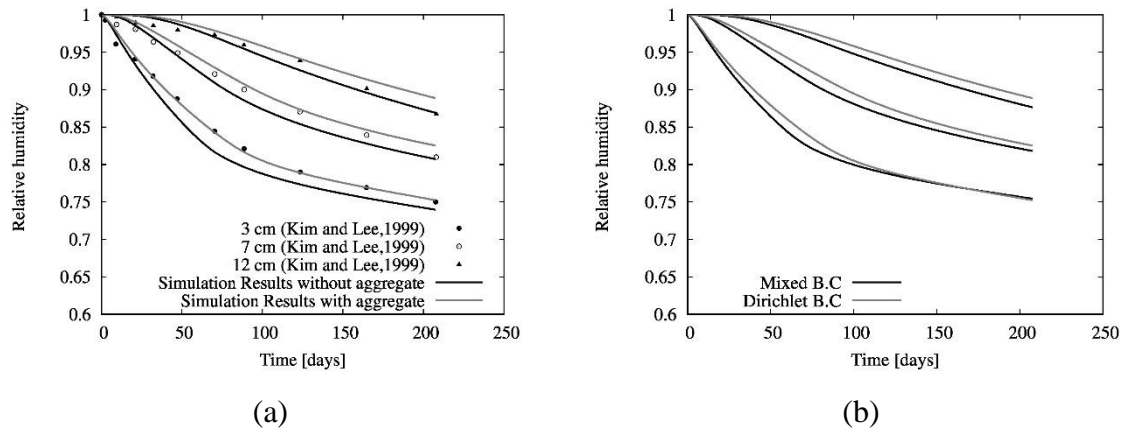 1
0.95
0.9
0.85
0.8
0.75
0.7
0.65
0.6
Relative humidity
3 cm (Kim and Lee,1999)
7 cm (Kim and Lee,1999)
12 cm (Kim and Lee,1999)
Simulation Results without aggregate
Simulation Results with aggregate
0 50 100 150 200 250
Time [days]
(a)
1
0.95
0.9
0.85
0.8
0.75
0.7
0.65
0.6
Relative humidity
Mixed B.C
Dirichlet B.C
0 50 100 150 200 250
Time [days]
(b)